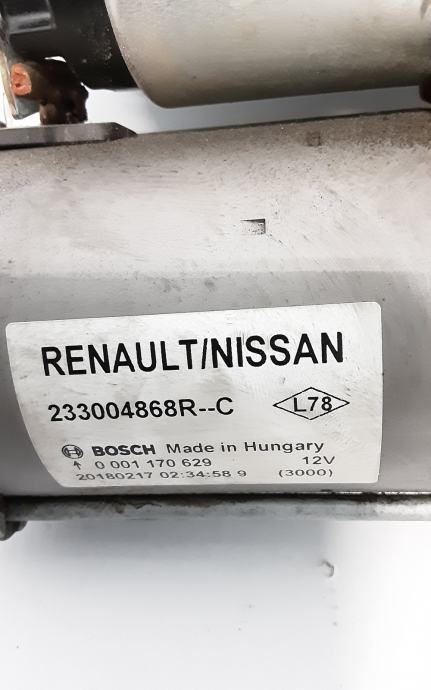 RENAULT/NISSAN
233004868R--C L78
BOSCH Made in Hungary
0 001 170 629 12V
20180217 02:34:58 9 (3000)